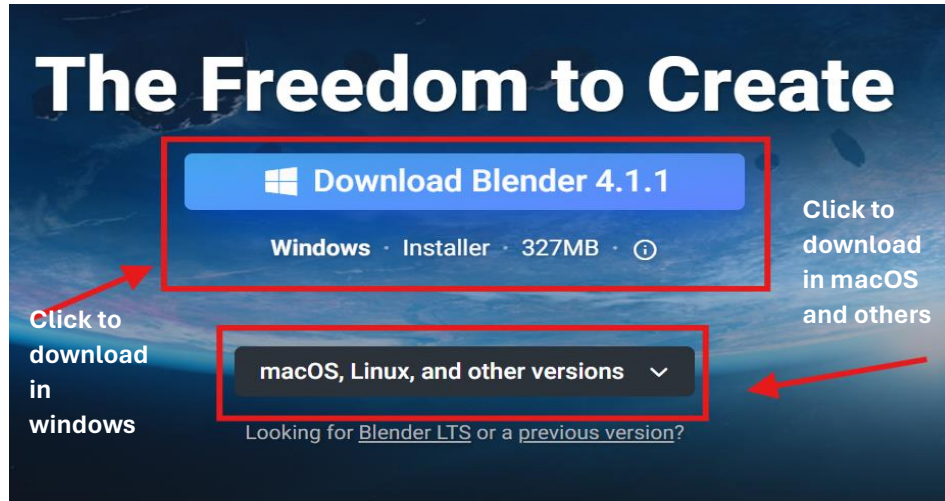 The Freedom to Create
Download Blender 4.1.1
Windows · Installer · 327MB ·
Click to
download
in macOS
and others
Click to
download
in
windows
macOS, Linux, and other versions
Looking for Blender LTS or a previous version?